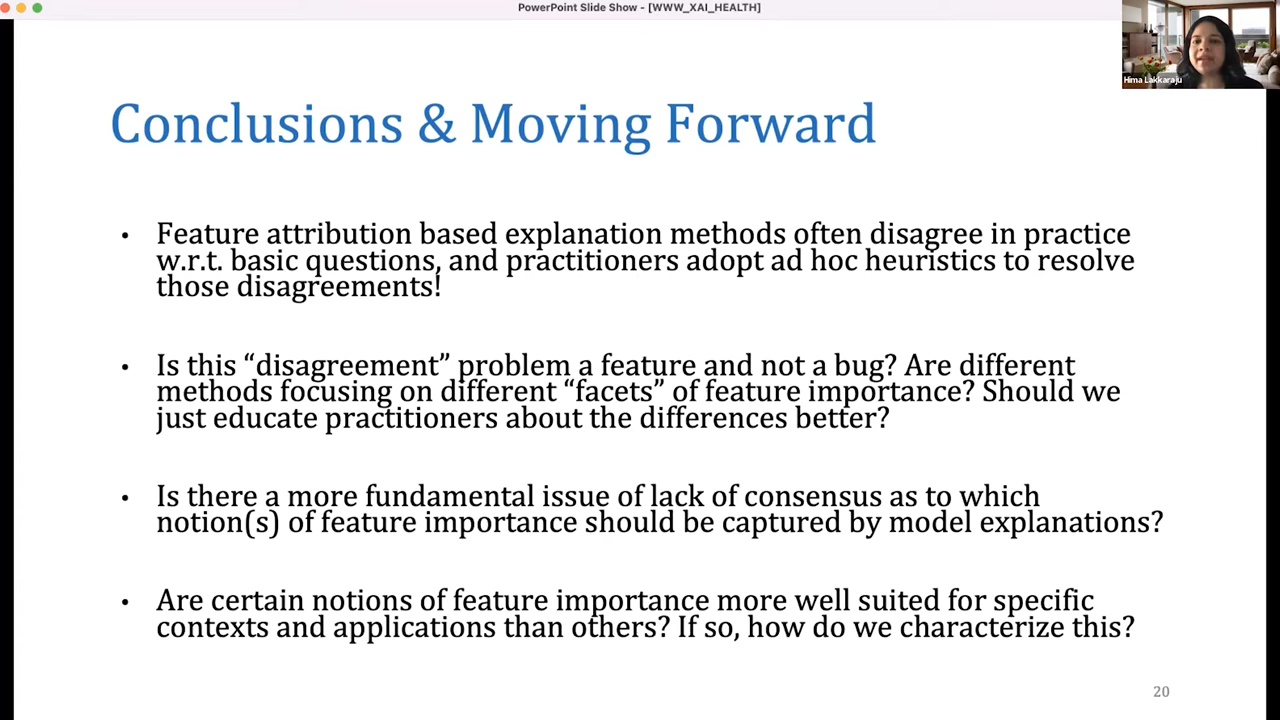 PowerPoint Slide Show - [WWW_XAI_HEALTH]
Hima Lakkaraju
Conclusions & Moving Forward
• Feature attribution based explanation methods often disagree in practice
w.r.t. basic questions, and practitioners adopt ad hoc heuristics to resolve
those disagreements!
• Is this “disagreement” problem a feature and not a bug? Are different
methods focusing on different “facets” of feature importance? Should we
just educate practitioners about the differences better?
• Is there a more fundamental issue of lack of consensus as to which
notion(s) of feature importance should be captured by model explanations?
• Are certain notions of feature importance more well suited for specific
contexts and applications than others? If so, how do we characterize this?
20